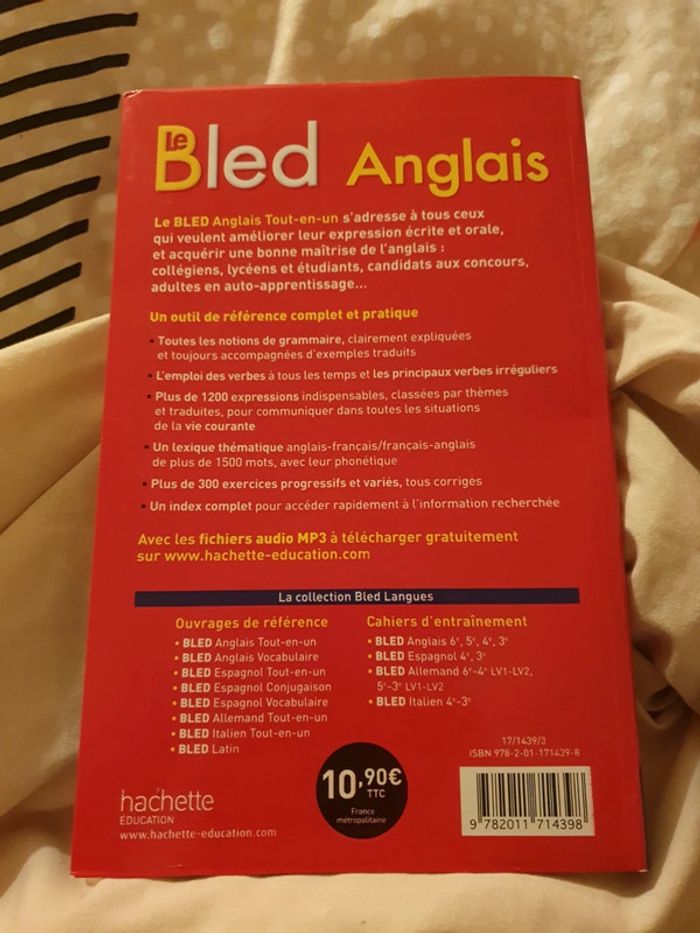 Le Bled Anglais
Le BLED Anglais Tout-en-un s'adresse à tous ceux
qui veulent améliorer leur expression écrite et orale,
et acquérir une bonne maîtrise de l'anglais :
collégiens, lycéens et étudiants, candidats aux concours,
adultes en auto-apprentissage...
Un outil de référence complet et pratique
• Toutes les notions de grammaire, clairement expliquées
et toujours accompagnées d'exemples traduits
• L'emploi des verbes à tous les temps et les principaux verbes irréguliers
• Plus de 1200 expressions indispensables, classées par thèmes
et traduites, pour communiquer dans toutes les situations
de la vie courante
• Un lexique thématique anglais-français/français-anglais
de plus de 1500 mots, avec leur phonétique
• Plus de 300 exercices progressifs et variés, tous corrigés
• Un index complet pour accéder rapidement à l'information recherchée
Avec les fichiers audio MP3 à télécharger gratuitement
sur www.hachette-education.com
La collection Bled Langues
Ouvrages de référence
• BLED Anglais Tout-en-un
• BLED Anglais Vocabulaire
• BLED Espagnol Tout-en-un
• BLED Espagnol Conjugaison
• BLED Espagnol Vocabulaire
• BLED Allemand Tout-en-un
• BLED Italien Tout-en-un
• BLED Latin
Cahiers d'entraînement
• BLED Anglais 6e, 5e, 4e, 3e
• BLED Espagnol 4e, 3e
• BLED Allemand 6e-4e LV1-LV2,
5e-3e LV1-LV2
• BLED Italien 4e-3e
17/1439/3
ISBN 978-2-01-171439-8
10,90€
TTC
France
métropolitaine
hachette
ÉDUCATION
www.hachette-education.com
9 782011 714398